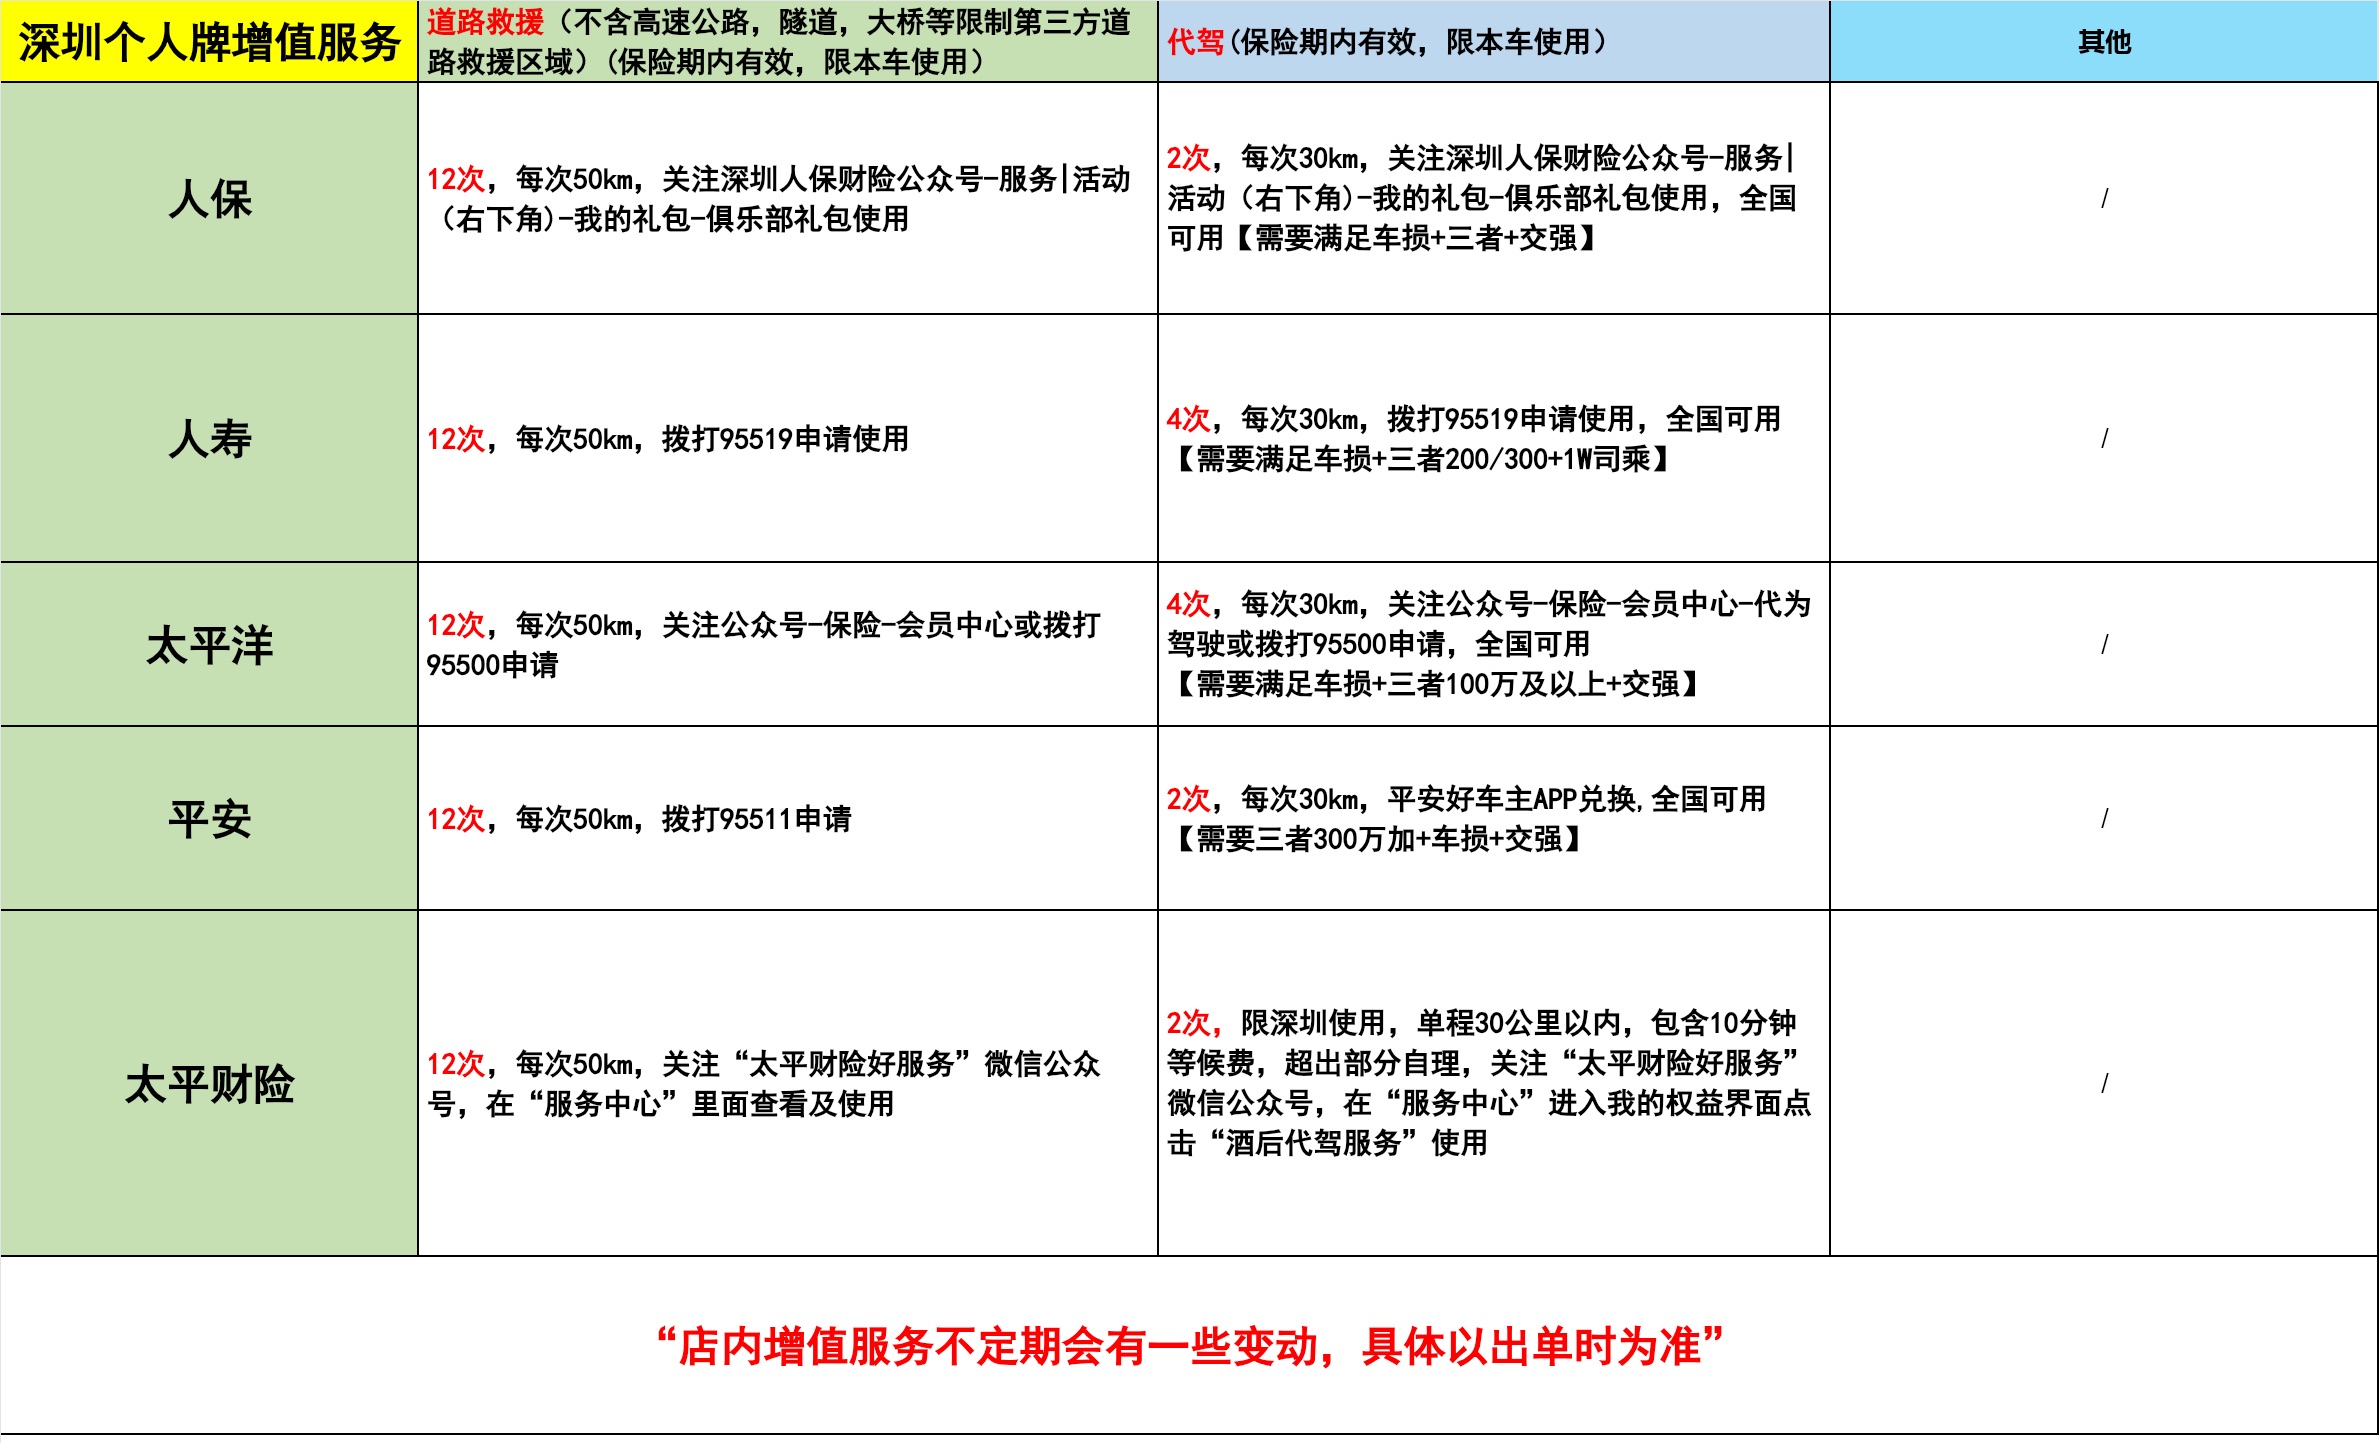 深圳个人牌增值服务
道路救援（不含高速公路，隧道，大桥等限制第三方道
路救援区域）(保险期内有效，限本车使用）
代驾(保险期内有效，限本车使用）
其他
人保
12次，每次50km，关注深圳人保财险公众号-服务|活动
（右下角)-我的礼包-俱乐部礼包使用
2次，每次30km，关注深圳人保财险公众号-服务|
活动（右下角)-我的礼包-俱乐部礼包使用，全国
可用【需要满足车损+三者+交强】
/
人寿
12次，每次50km，拨打95519申请使用
4次，每次30km，拨打95519申请使用，全国可用
【需要满足车损+三者200/300+1W司乘】
/
太平洋
12次，每次50km，关注公众号-保险-会员中心或拨打
95500申请
4次，每次30km，关注公众号-保险-会员中心-代为
驾驶或拨打95500申请，全国可用
【需要满足车损+三者100万及以上+交强】
/
平安
12次，每次50km，拨打95511申请
2次，每次30km，平安好车主APP兑换,全国可用
【需要三者300万加+车损+交强】
/
太平财险
12次，每次50km，关注“太平财险好服务”微信公众
号，在“服务中心”里面查看及使用
2次，限深圳使用，单程30公里以内，包含10分钟
等候费，超出部分自理，关注“太平财险好服务”
微信公众号，在“服务中心”进入我的权益界面点
击“酒后代驾服务”使用
/
“店内增值服务不定期会有一些变动，具体以出单时为准”